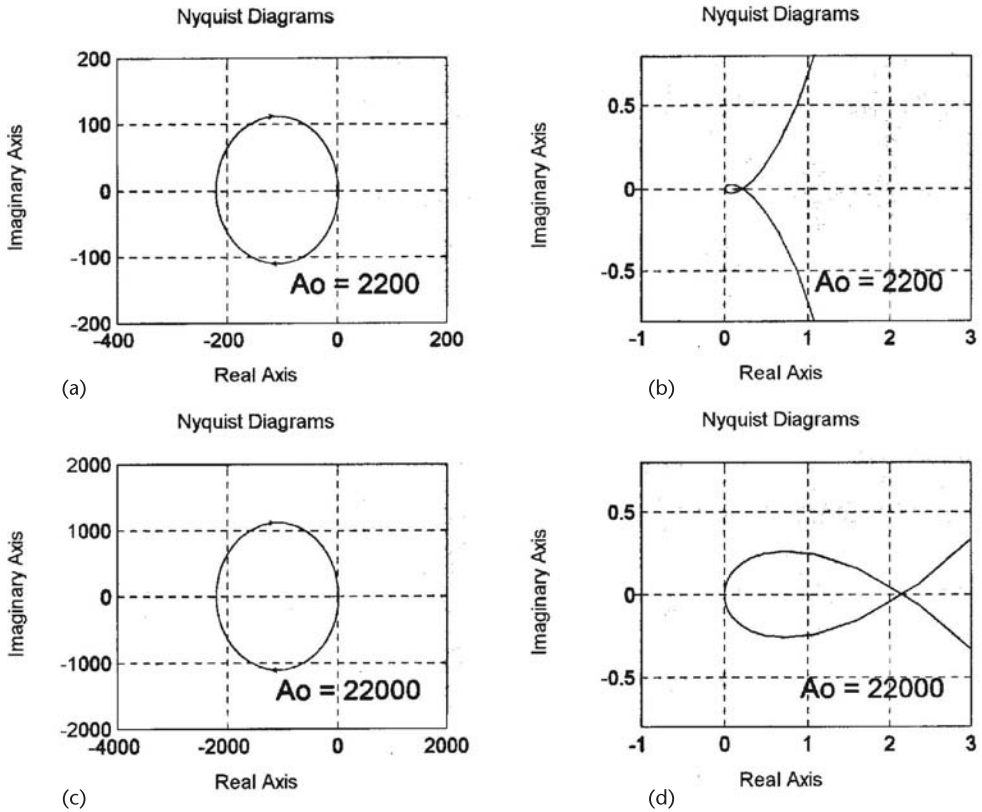 Nyquist Diagrams
Imaginary Axis
200
100
0
-100
-200
-400
-200
0
200
Ao = 2200
Real Axis
(a)
Nyquist Diagrams
Imaginary Axis
0.5
0
-0.5
-1
0
1
2
3
Ao = 2200
Real Axis
(b)
Nyquist Diagrams
Imaginary Axis
2000
1000
0
-1000
-2000
-4000
-2000
0
2000
Ao = 22000
Real Axis
(c)
Nyquist Diagrams
Imaginary Axis
0.5
0
-0.5
-1
0
1
2
3
Ao = 22000
Real Axis
(d)